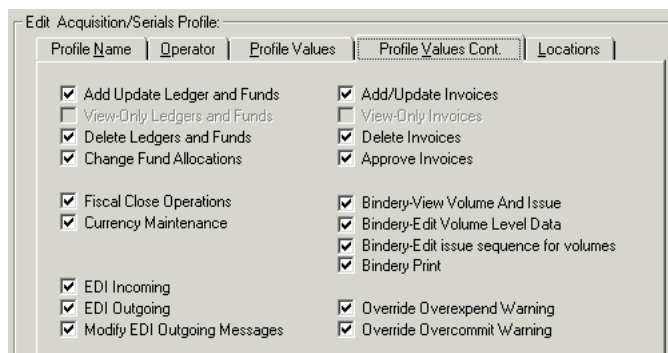 Edit Acquisition/Serials Profile:
Profile Name Operator Profile Values Profile Values Cont. Locations
Add Update Ledger and Funds
View-Only Ledgers and Funds
Delete Ledgers and Funds
Change Fund Allocations
Fiscal Close Operations
Currency Maintenance
EDI Incoming
EDI Outgoing
Modify EDI Outgoing Messages
Add/Update Invoices
View-Only Invoices
Delete Invoices
Approve Invoices
Bindery-View Volume And Issue
Bindery-Edit Volume Level Data
Bindery-Edit issue sequence for volumes
Bindery Print
Override Overexpend Warning
Override Overcommit Warning